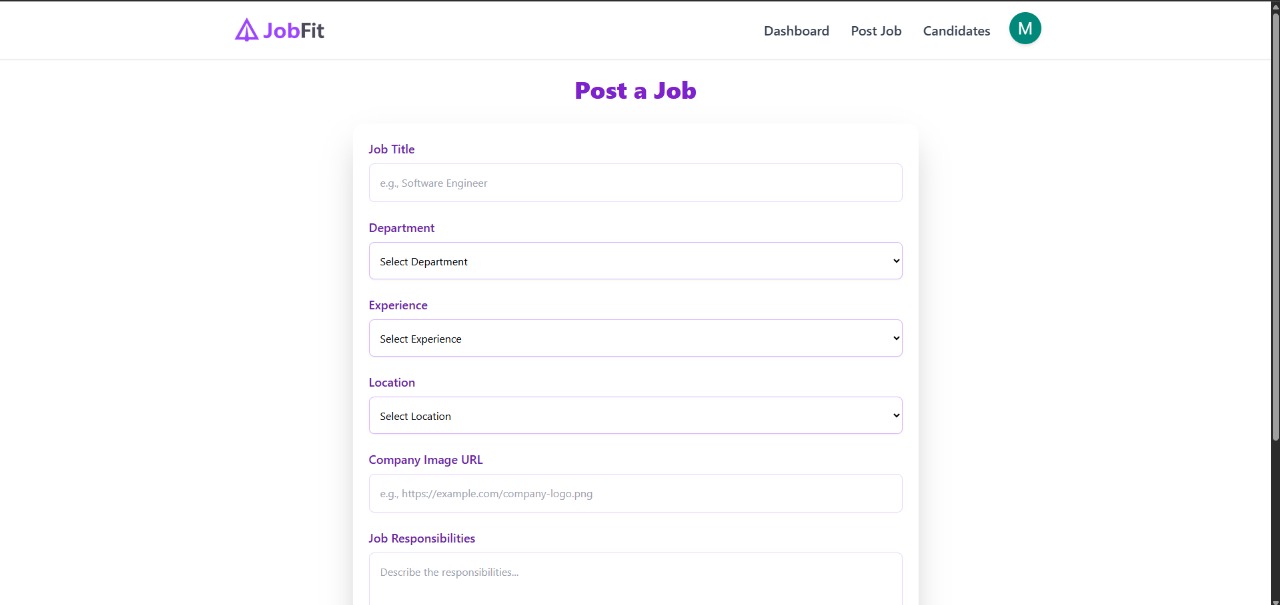 JobFit
Dashboard Post Job Candidates M
Post a Job
Job Title
e.g., Software Engineer
Department
Select Department
Experience
Select Experience
Location
Select Location
Company Image URL
e.g., https://example.com/company-logo.png
Job Responsibilities
Describe the responsibilities...